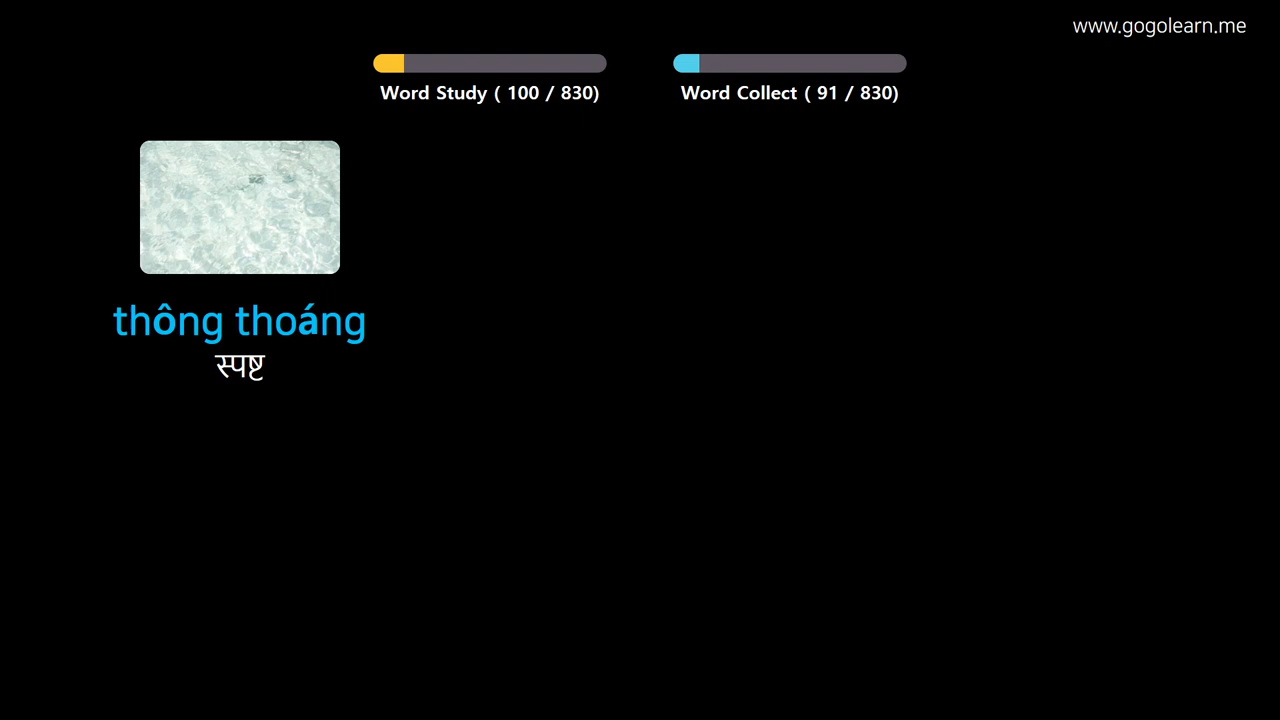 www.gogolearn.me
Word Study ( 100 / 830)
Word Collect ( 91 / 830)
thông thoáng
स्पष्ट